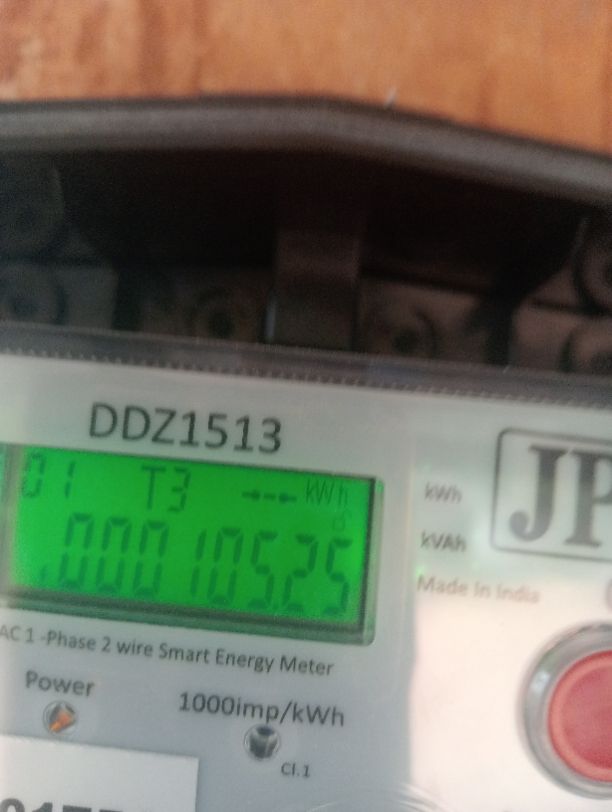 DDZ1513
01 T3 kWh
00010525
kWh
kVAh
JP
Made In India
AC 1 -Phase 2 wire Smart Energy Meter
Power
1000imp/kWh
Cl.1